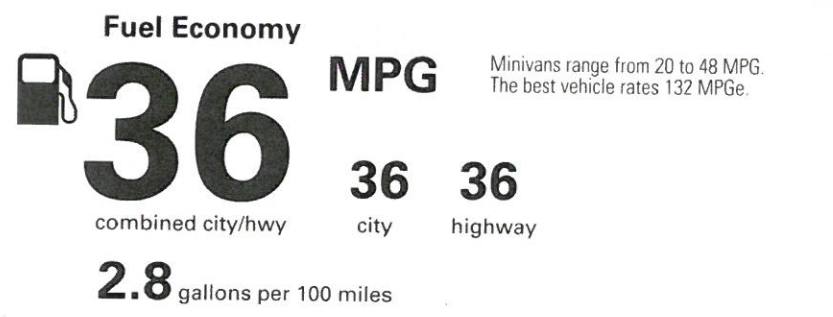 Fuel Economy
36 MPG
Minivans range from 20 to 48 MPG.
The best vehicle rates 132 MPGe.
combined city/hwy
36 city
36 highway
2.8 gallons per 100 miles